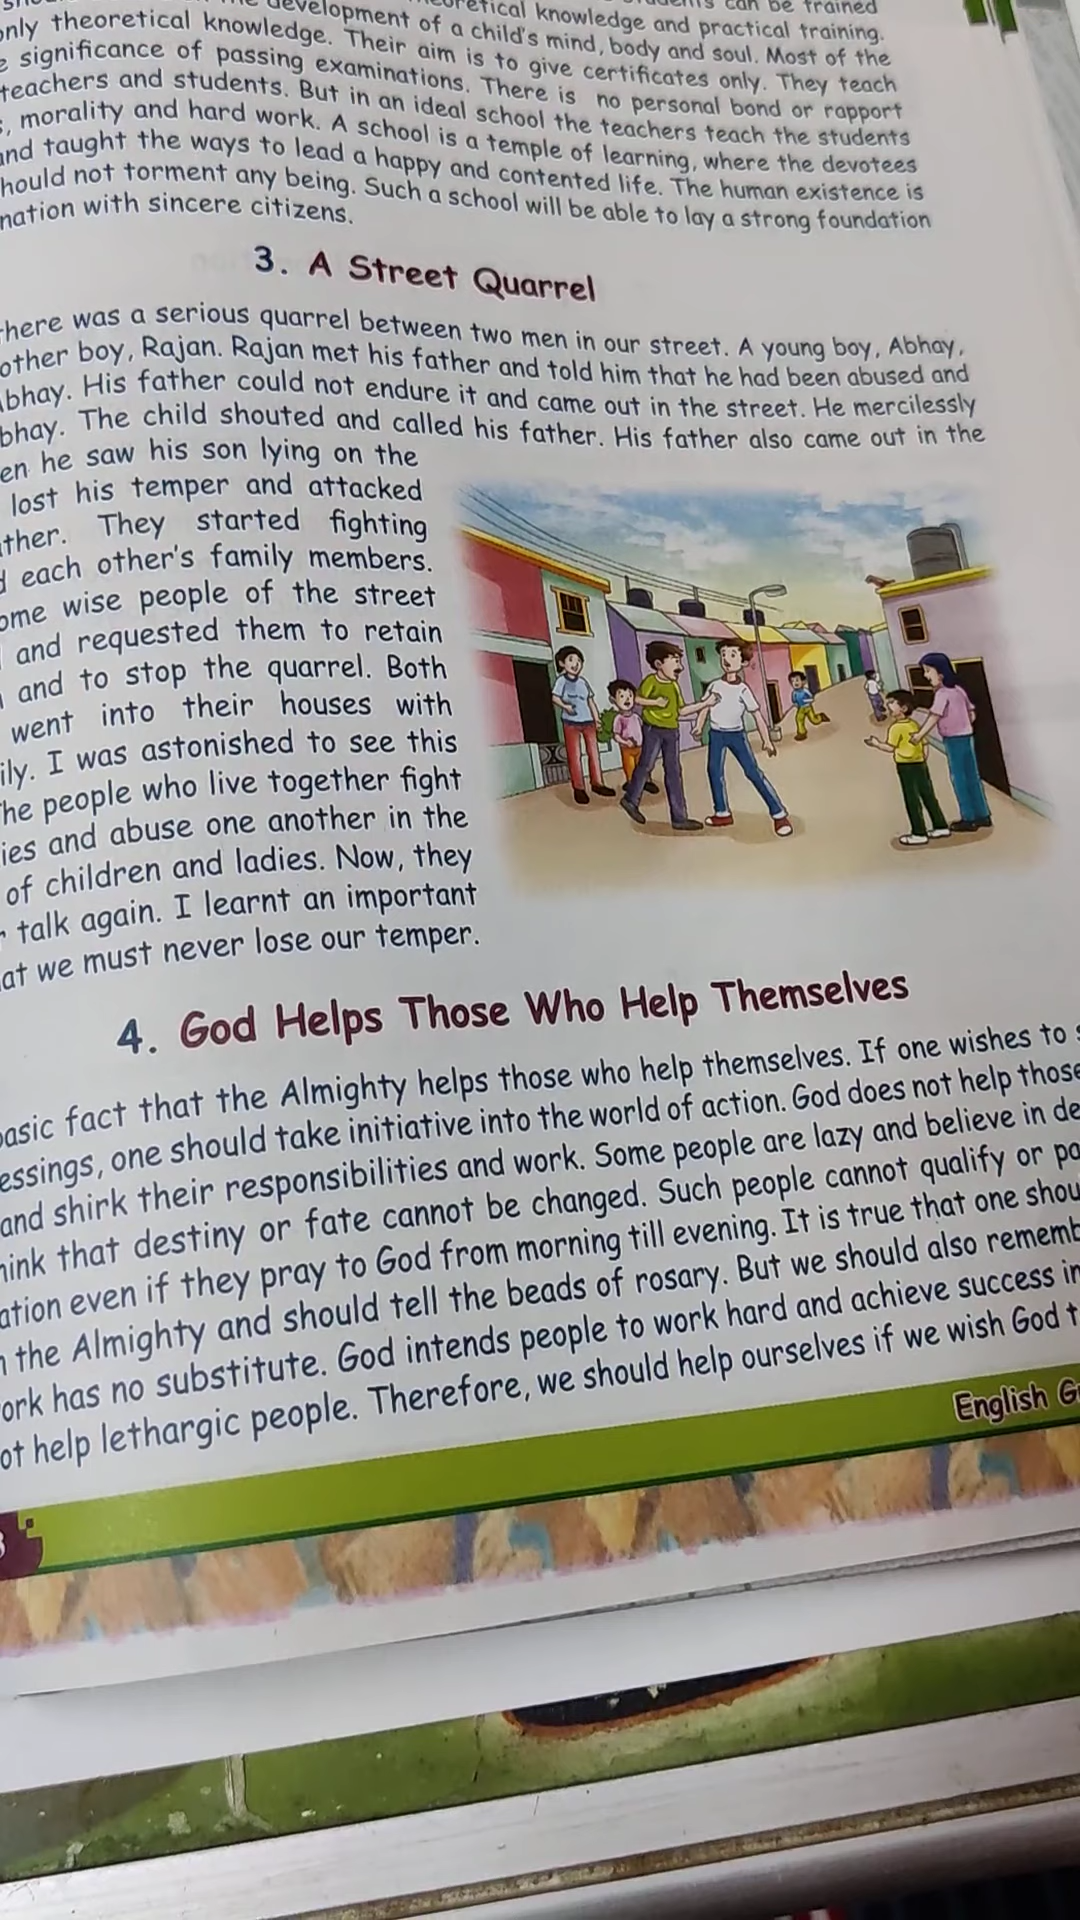 can be trained
theoretical knowledge and practical training.
only theoretical knowledge. Their aim is to give certificates only. They teach
development of a child's mind, body and soul. Most of the
significance of passing examinations. There is no personal bond or rapport
teachers and students. But in an ideal school the teachers teach the students
, morality and hard work. A school is a temple of learning, where the devotees
and taught the ways to lead a happy and contented life. The human existence is
hould not torment any being. Such a school will be able to lay a strong foundation
nation with sincere citizens.
3. A Street Quarrel
here was a serious quarrel between two men in our street. A young boy, Abhay,
other boy, Rajan. Rajan met his father and told him that he had been abused and
bhay. His father could not endure it and came out in the street. He mercilessly
bhay. The child shouted and called his father. His father also came out in the
en he saw his son lying on the
lost his temper and attacked
ther. They started fighting
each other's family members.
ome wise people of the street
and requested them to retain
and to stop the quarrel. Both
went into their houses with
ily. I was astonished to see this
he people who live together fight
ies and abuse one another in the
of children and ladies. Now, they
talk again. I learnt an important
at we must never lose our temper.
4. God Helps Those Who Help Themselves
basic fact that the Almighty helps those who help themselves. If one wishes to
essings, one should take initiative into the world of action. God does not help those
and shirk their responsibilities and work. Some people are lazy and believe in de
hink that destiny or fate cannot be changed. Such people cannot qualify or pa
ation even if they pray to God from morning till evening. It is true that one shou
the Almighty and should tell the beads of rosary. But we should also rememb
ork has no substitute. God intends people to work hard and achieve success in
ot help lethargic people. Therefore, we should help ourselves if we wish God t
English G